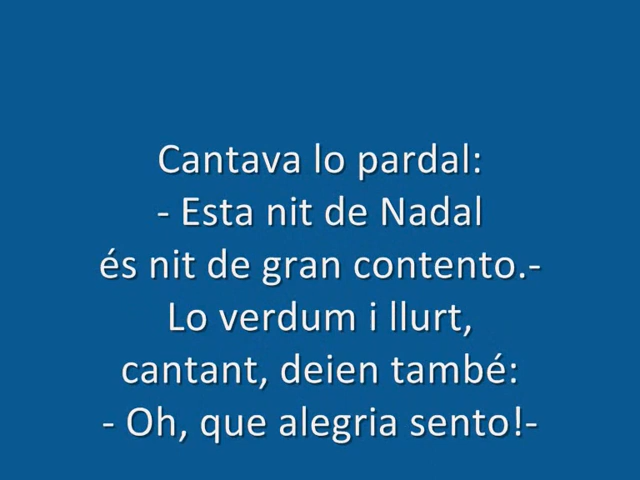 Cantava lo pardal:
- Esta nit de Nadal
és nit de gran contento.-
Lo verdum i llurt,
cantant, deien també:
- Oh, que alegria sento!-